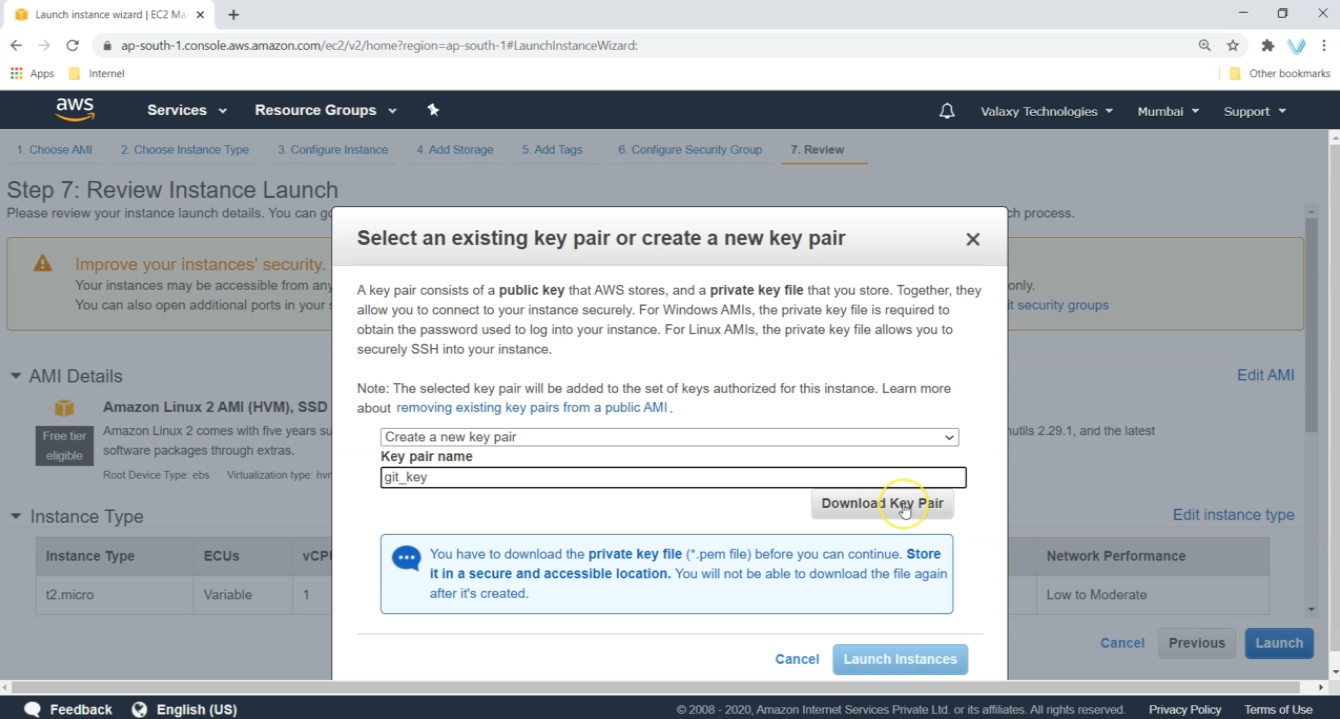 Launch instance wizard | EC2 Ma
ap-south-1.console.aws.amazon.com/ec2/v2/home?region=ap-south-1#LaunchInstanceWizard:
Apps Internet Other bookmarks
aws Services Resource Groups Valaxy Technologies Mumbai Support
1. Choose AMI 2. Choose Instance Type 3. Configure Instance 4. Add Storage 5. Add Tags 6. Configure Security Group 7. Review
Step 7: Review Instance Launch
Please review your instance launch details. You can go ch process.
Select an existing key pair or create a new key pair
Improve your instances' security.
Your instances may be accessible from any only.
You can also open additional ports in your s it security groups
A key pair consists of a public key that AWS stores, and a private key file that you store. Together, they
allow you to connect to your instance securely. For Windows AMIs, the private key file is required to
obtain the password used to log into your instance. For Linux AMIs, the private key file allows you to
securely SSH into your instance.
Note: The selected key pair will be added to the set of keys authorized for this instance. Learn more
about removing existing key pairs from a public AMI.
AMI Details Edit AMI
Amazon Linux 2 AMI (HVM), SSD
Free tier
eligible
Amazon Linux 2 comes with five years su nutils 2.29.1, and the latest
software packages through extras.
Root Device Type: ebs Virtualization type: hvm
Create a new key pair
Key pair name
git_key
Download Key Pair
Instance Type Edit instance type
Instance Type ECUs vCP Network Performance
t2.micro Variable 1 Low to Moderate
You have to download the private key file (*.pem file) before you can continue. Store
it in a secure and accessible location. You will not be able to download the file again
after it's created.
Cancel Launch Instances
Cancel Previous Launch
Feedback English (US) © 2008 - 2020, Amazon Internet Services Private Ltd. or its affiliates. All rights reserved. Privacy Policy Terms of Use